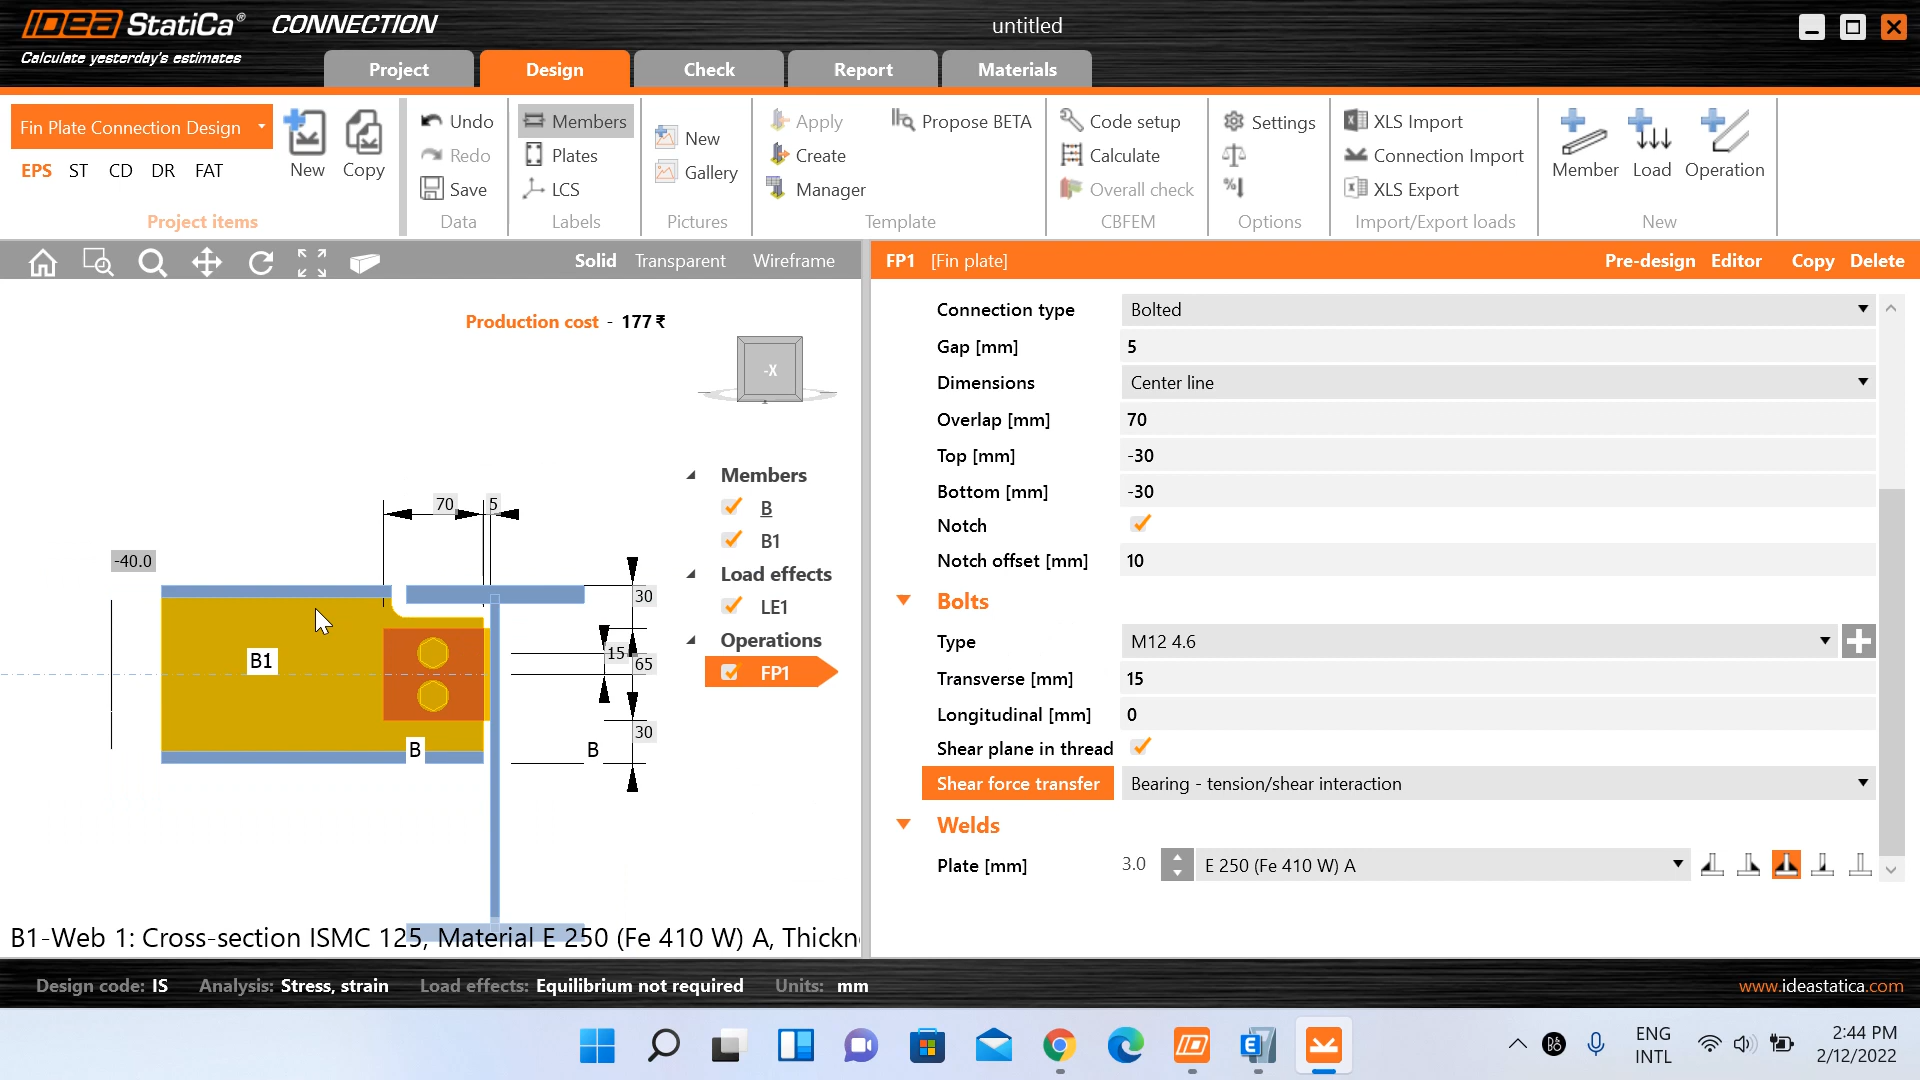 IDEA StatiCa® CONNECTION
Calculate yesterday's estimates
untitled
Project
Design
Check
Report
Materials
Fin Plate Connection Design
EPS ST CD DR FAT
New
Copy
Project items
Undo
Redo
Save
Data
Members
Plates
LCS
Labels
New
Gallery
Pictures
Apply
Propose BETA
Create
Manager
Template
Code setup
Calculate
Overall check
CBFEM
Settings
Options
XLS Import
Connection Import
XLS Export
Import/Export loads
Member
Load
Operation
New
Solid Transparent Wireframe
Production cost - 177 ₹
-X
Members
B
B1
Load effects
LE1
Operations
FP1
70
5
-40.0
30
15
65
30
B1
B
B
B1-Web 1: Cross-section ISMC 125, Material E 250 (Fe 410 W) A, Thickn
FP1 [Fin plate]
Pre-design Editor Copy Delete
Connection type Bolted
Gap [mm] 5
Dimensions Center line
Overlap [mm] 70
Top [mm] -30
Bottom [mm] -30
Notch
Notch offset [mm] 10
Bolts
Type M12 4.6
Transverse [mm] 15
Longitudinal [mm] 0
Shear plane in thread
Shear force transfer Bearing - tension/shear interaction
Welds
Plate [mm] 3.0 E 250 (Fe 410 W) A
Design code: IS Analysis: Stress, strain Load effects: Equilibrium not required Units: mm
www.ideastatica.com
ENG
INTL
2:44 PM
2/12/2022